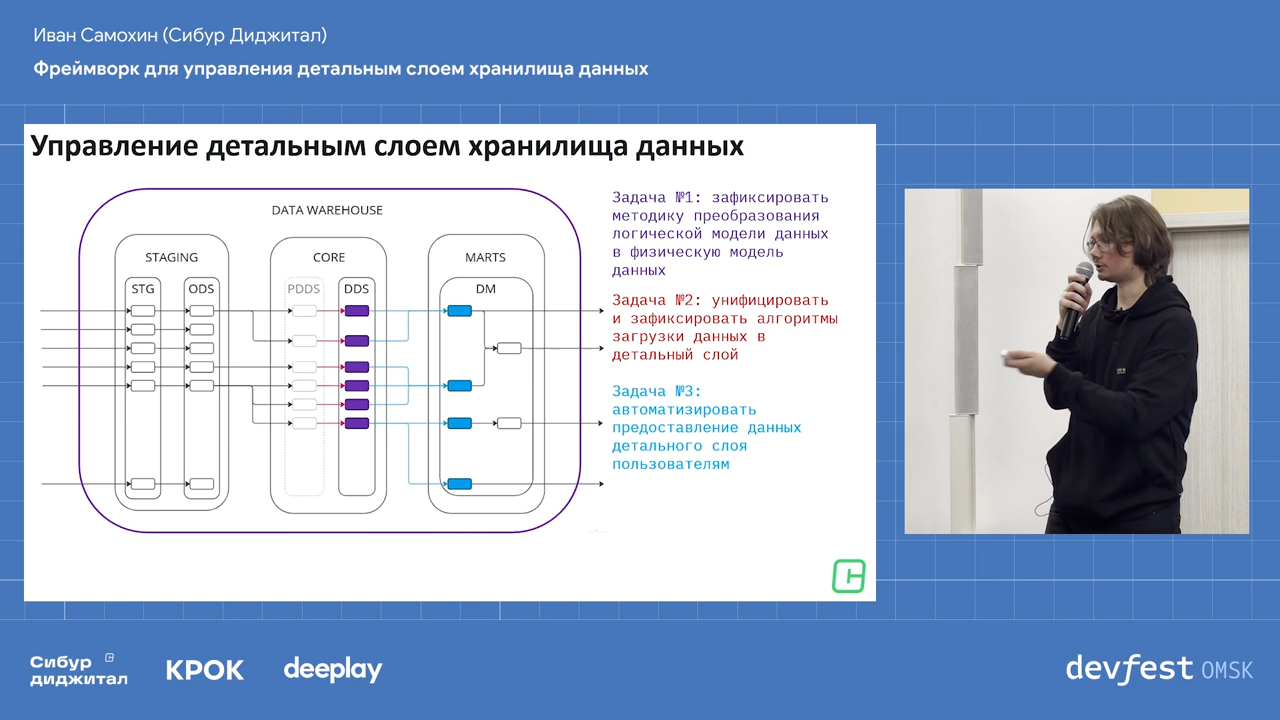 Иван Самохин (Сибур Диджитал)
Фреймворк для управления детальным слоем хранилища данных
Управление детальным слоем хранилища данных
DATA WAREHOUSE
STAGING
CORE
MARTS
STG
ODS
PDDS
DDS
DM
Задача №1: зафиксировать
методику преобразования
логической модели данных
в физическую модель
данных
Задача №2: унифицировать
и зафиксировать алгоритмы
загрузки данных в
детальный слой
Задача №3:
автоматизировать
предоставление данных
детального слоя
пользователям
Сибур
диджитал
КРОК
deeplay
devfest OMSK